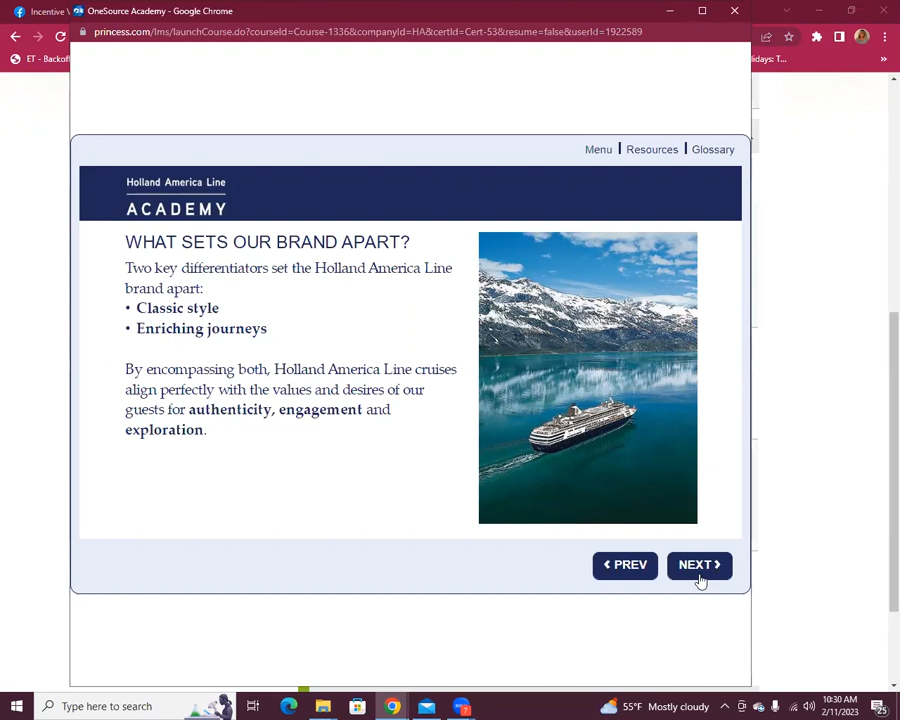 Incentive V
OneSource Academy - Google Chrome
princess.com/lms/launchCourse.do?courseId=Course-1336&companyId=HA&certId=Cert-53&resume=false&userId=1922589
ET - Backoff
lidays: T...
»
Menu | Resources | Glossary
Holland America Line
ACADEMY
WHAT SETS OUR BRAND APART?
Two key differentiators set the Holland America Line
brand apart:
• Classic style
• Enriching journeys
By encompassing both, Holland America Line cruises
align perfectly with the values and desires of our
guests for authenticity, engagement and
exploration.
‹ PREV
NEXT ›
Type here to search
7
55°F Mostly cloudy
10:30 AM
2/11/2023
25